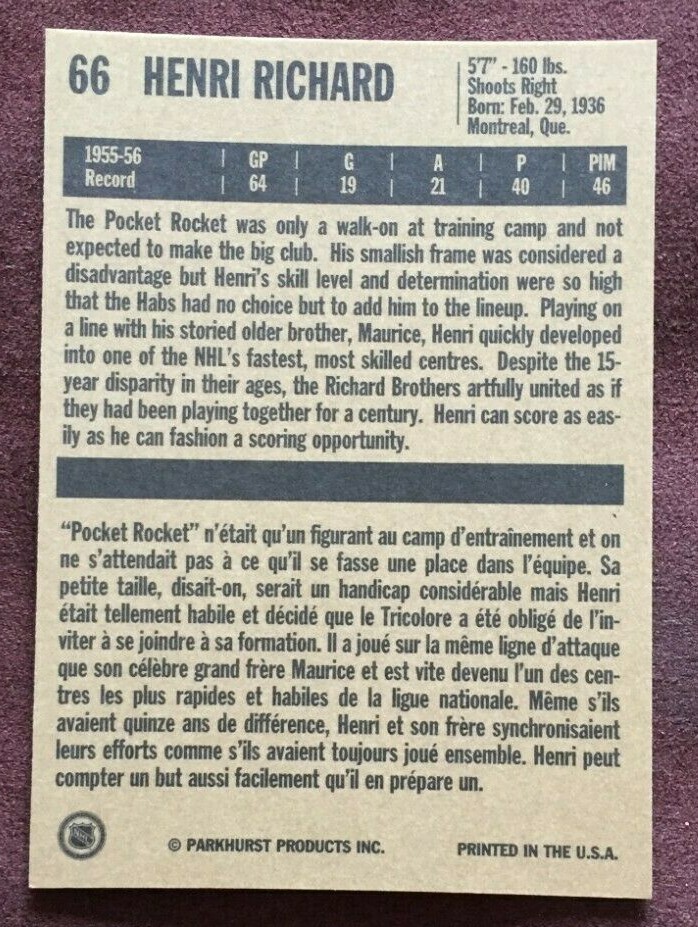 66 HENRI RICHARD
5'7" - 160 lbs.
Shoots Right
Born: Feb. 29, 1936
Montreal, Que.
1955-56 | GP | G | A | P | PIM
Record | 64 | 19 | 21 | 40 | 46
The Pocket Rocket was only a walk-on at training camp and not
expected to make the big club. His smallish frame was considered a
disadvantage but Henri's skill level and determination were so high
that the Habs had no choice but to add him to the lineup. Playing on
a line with his storied older brother, Maurice, Henri quickly developed
into one of the NHL's fastest, most skilled centres. Despite the 15-
year disparity in their ages, the Richard Brothers artfully united as if
they had been playing together for a century. Henri can score as eas-
ily as he can fashion a scoring opportunity.
"Pocket Rocket" n'était qu'un figurant au camp d'entraînement et on
ne s'attendait pas à ce qu'il se fasse une place dans l'équipe. Sa
petite taille, disait-on, serait un handicap considérable mais Henri
était tellement habile et décidé que le Tricolore a été obligé de l'in-
viter à se joindre à sa formation. Il a joué sur la même ligne d'attaque
que son célèbre grand frère Maurice et est vite devenu l'un des cen-
tres les plus rapides et habiles de la ligue nationale. Même s'ils
avaient quinze ans de différence, Henri et son frère synchronisaient
leurs efforts comme s'ils avaient toujours joué ensemble. Henri peut
compter un but aussi facilement qu'il en prépare un.
NHL
© PARKHURST PRODUCTS INC.
PRINTED IN THE U.S.A.